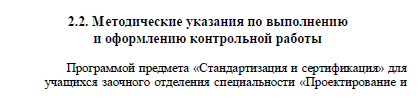 2.2. Методические указания по выполнению
и оформлению контрольной работы
Программой предмета «Стандартизация и сертификация» для
учащихся заочного отделения специальности «Проектирование и